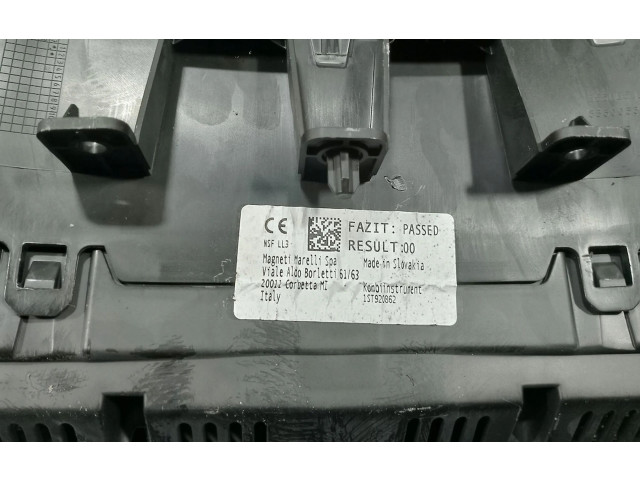 CE
NSF LL3
FAZIT: PASSED
RESULT:00
Magneti Marelli Spa
Viale Aldo Borletti 61/63
20011 Corbetta MI
Italy
Made in Slovakia
Kombiinstrument
1ST920862